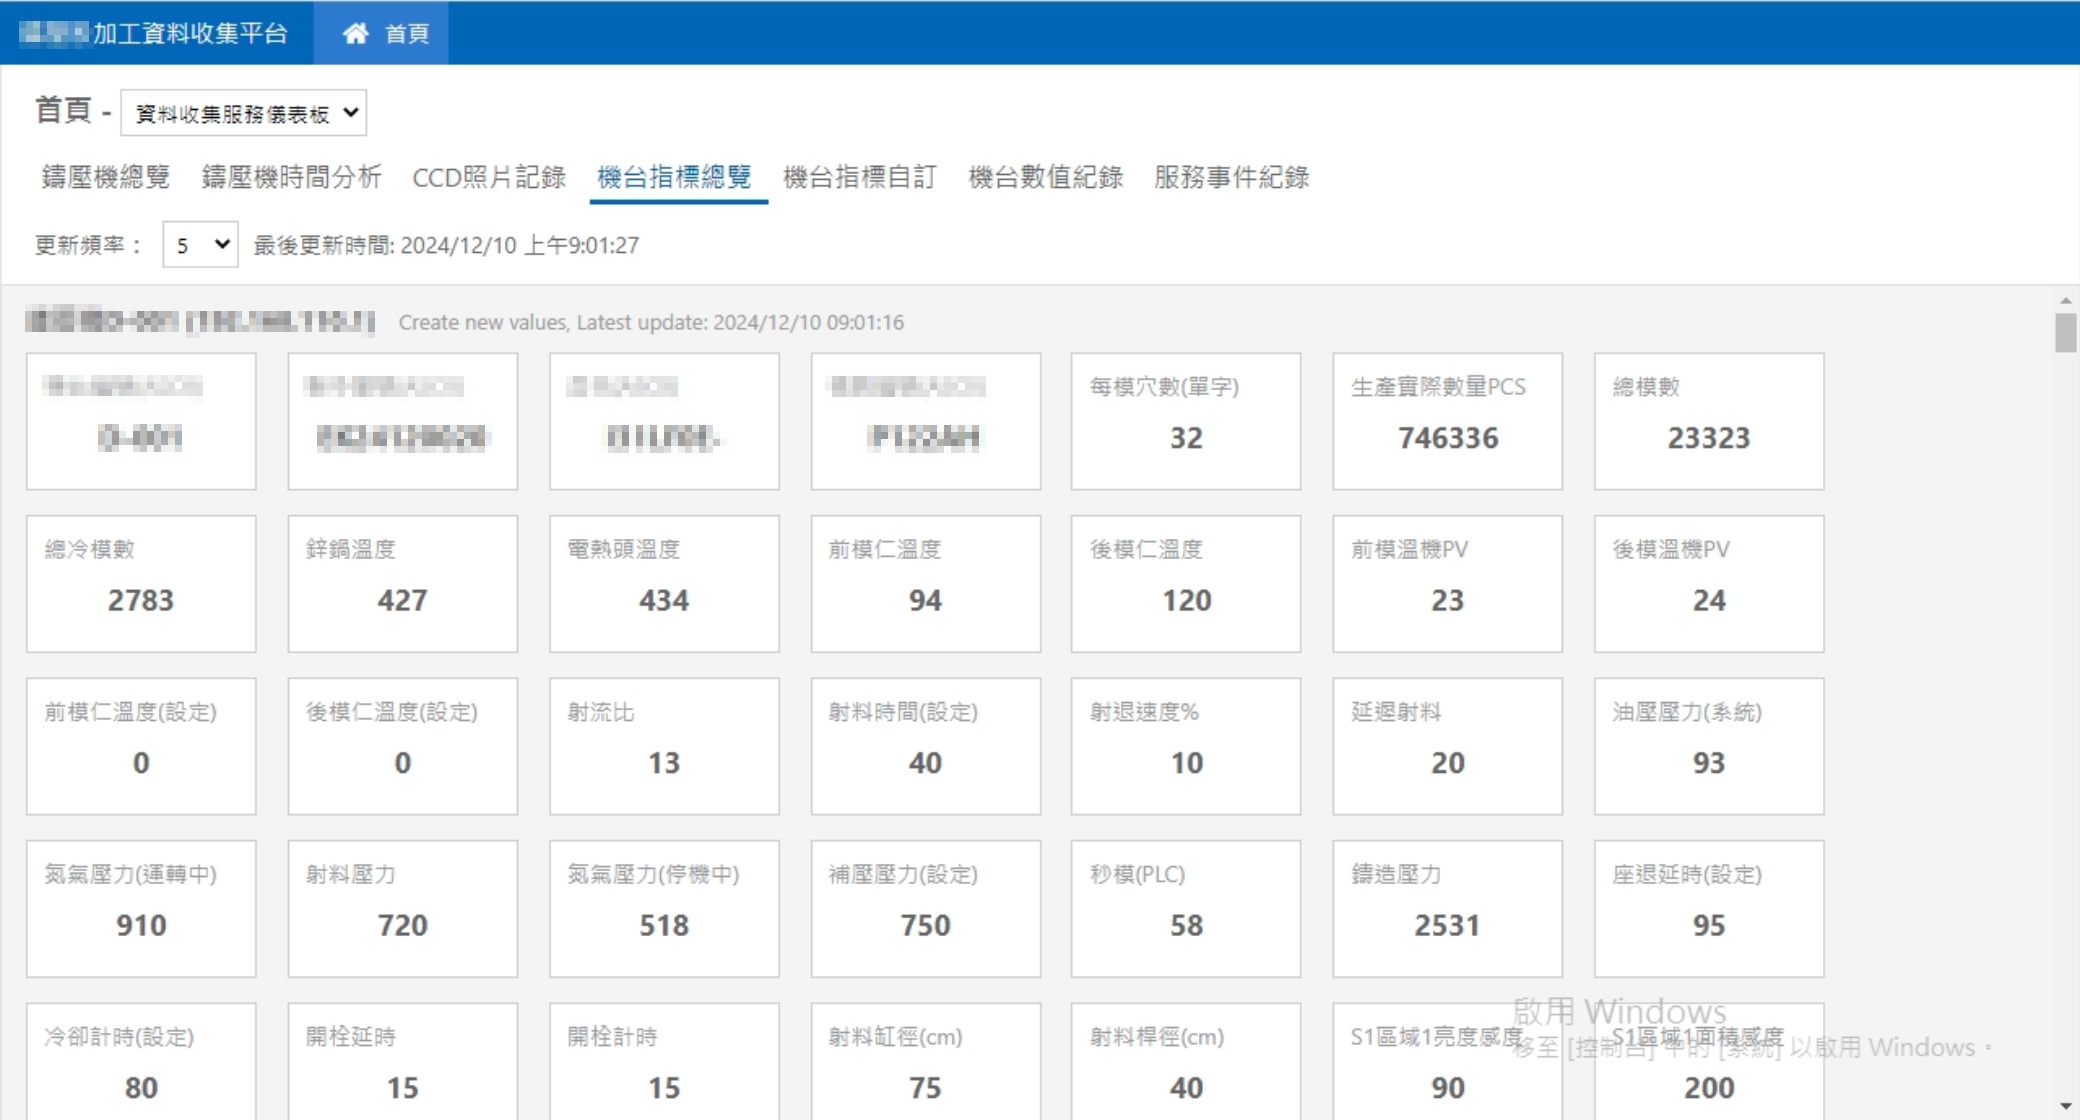 加工資料收集平台 首頁
首頁 - 資料收集服務儀表板
鑄壓機總覽 鑄壓機時間分析 CCD照片記錄 機台指標總覽 機台指標自訂 機台數值紀錄 服務事件紀錄
更新頻率： 5 最後更新時間: 2024/12/10 上午9:01:27
Create new values, Latest update: 2024/12/10 09:01:16
每模穴數(單字) 生產實際數量PCS 總模數
32 746336 23323
總冷模數 鋅鍋溫度 電熱頭溫度 前模仁溫度 後模仁溫度 前模溫機PV 後模溫機PV
2783 427 434 94 120 23 24
前模仁溫度(設定) 後模仁溫度(設定) 射流比 射料時間(設定) 射退速度% 延遲射料 油壓壓力(系統)
0 0 13 40 10 20 93
氮氣壓力(運轉中) 射料壓力 氮氣壓力(停機中) 補壓壓力(設定) 秒模(PLC) 鑄造壓力 座退延時(設定)
910 720 518 750 58 2531 95
啟用 Windows
冷卻計時(設定) 開栓延時 開栓計時 射料缸徑(cm) 射料桿徑(cm) S1區域1亮度感度 S1區域1面積感度
移至 [控制台] 中的 [系統] 以啟用 Windows。
80 15 15 75 40 90 200